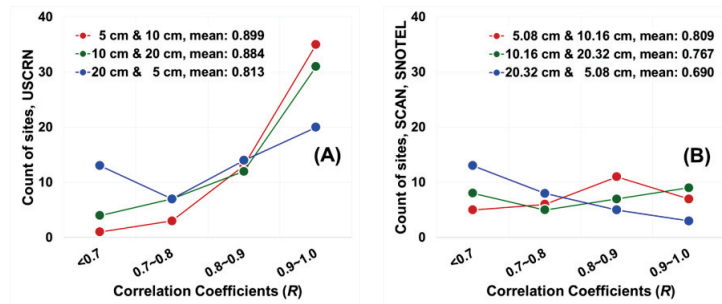 40
30
20
10
0
Count of sites, USCRN
5 cm & 10 cm, mean: 0.899
10 cm & 20 cm, mean: 0.884
20 cm & 5 cm, mean: 0.813
(A)
<0.7
0.7~0.8
0.8~0.9
0.9~1.0
Correlation Coefficients (R)
40
30
20
10
0
Count of sites, SCAN, SNOTEL
5.08 cm & 10.16 cm, mean: 0.809
10.16 cm & 20.32 cm, mean: 0.767
20.32 cm & 5.08 cm, mean: 0.690
(B)
<0.7
0.7~0.8
0.8~0.9
0.9~1.0
Correlation Coefficients (R)